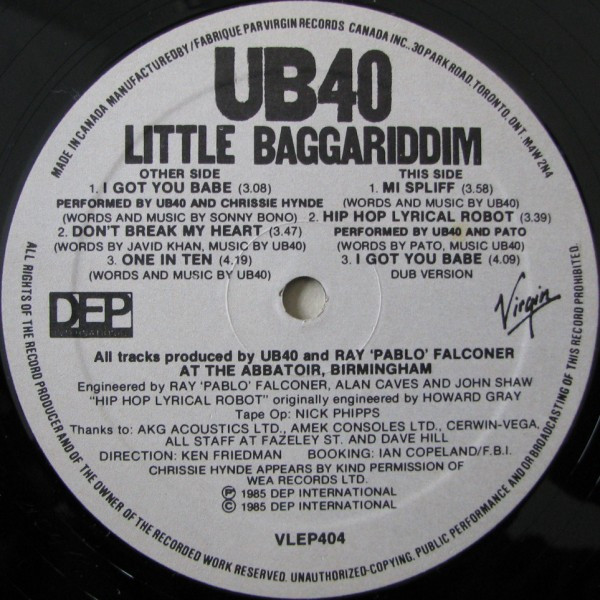 MADE IN CANADA MANUFACTURED BY/FABRIQUE PAR VIRGIN RECORDS CANADA INC., 30 PARK ROAD, TORONTO, ONT. M4W 2N4
UB40
LITTLE BAGGARIDDIM
OTHER SIDE
1. I GOT YOU BABE (3.08)
PERFORMED BY UB40 AND CHRISSIE HYNDE
(WORDS AND MUSIC BY SONNY BONO)
2. DON'T BREAK MY HEART (3.47)
(WORDS BY JAVID KHAN, MUSIC BY UB40)
3. ONE IN TEN (4.19)
(WORDS AND MUSIC BY UB40)
THIS SIDE
1. MI SPLIFF (3.58)
(WORDS AND MUSIC BY UB40)
2. HIP HOP LYRICAL ROBOT (3.39)
PERFORMED BY UB40 AND PATO
(WORDS BY PATO, MUSIC UB40)
3. I GOT YOU BABE (4.09)
DUB VERSION
DEP
Virgin
All tracks produced by UB40 and RAY 'PABLO' FALCONER
AT THE ABBATOIR, BIRMINGHAM
Engineered by RAY 'PABLO' FALCONER, ALAN CAVES AND JOHN SHAW
"HIP HOP LYRICAL ROBOT" originally engineered by HOWARD GRAY
Tape Op: NICK PHIPPS
Thanks to: AKG ACOUSTICS LTD., AMEK CONSOLES LTD., CERWIN-VEGA,
ALL STAFF AT FAZELEY ST. AND DAVE HILL
DIRECTION: KEN FRIEDMAN BOOKING: IAN COPELAND/F.B.I.
CHRISSIE HYNDE APPEARS BY KIND PERMISSION OF
WEA RECORDS LTD.
℗ 1985 DEP INTERNATIONAL
© 1985 DEP INTERNATIONAL
VLEP404
ALL RIGHTS OF THE RECORD PRODUCER AND OF THE OWNER OF THE RECORDED WORK RESERVED. UNAUTHORIZED-COPYING, PUBLIC PERFORMANCE AND/OR BROADCASTING OF THIS RECORD PROHIBITED.